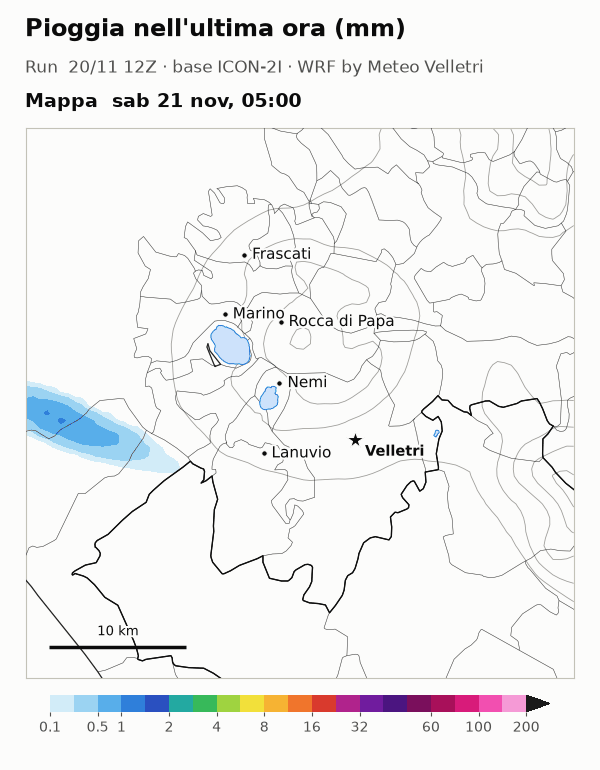 Pioggia nell'ultima ora (mm)
Run  20/11 12Z · base ICON-2I · WRF by Meteo Velletri
Mappa  sab 21 nov, 05:00
Frascati
Marino
Rocca di Papa
Nemi
Velletri
Lanuvio
10 km
0.1 0.5 1 2 4 8 16 32 60 100 200